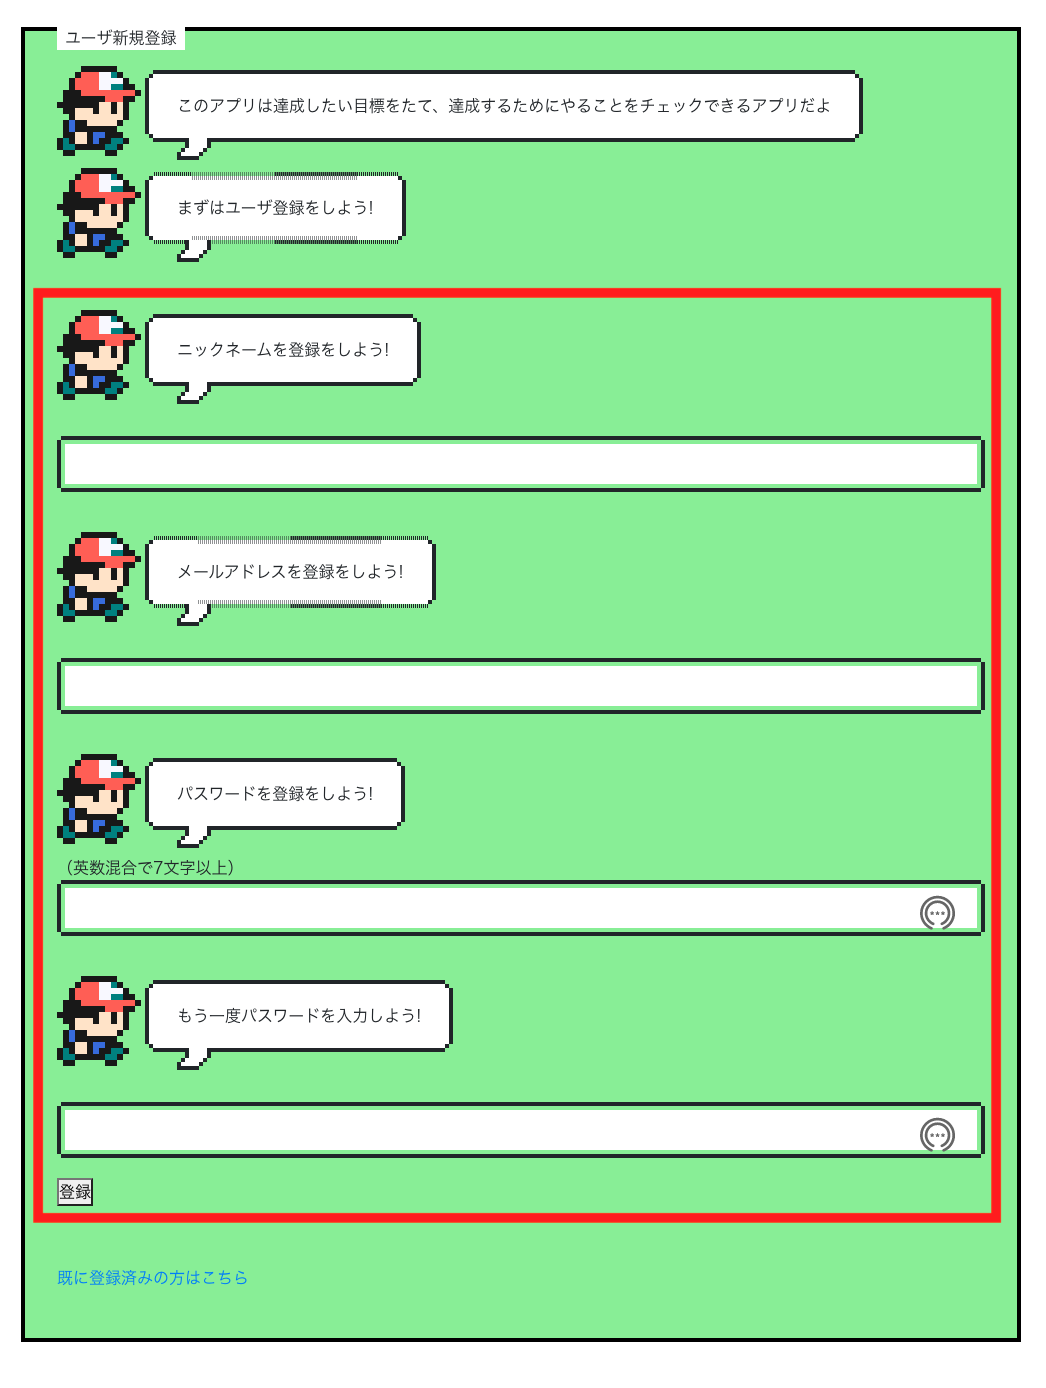 ユーザ新規登録
このアプリは達成したい目標をたて、達成するためにやることをチェックできるアプリだよ
まずはユーザ登録をしよう!
ニックネームを登録をしよう!
メールアドレスを登録をしよう!
パスワードを登録をしよう!
（英数混合で7文字以上）
もう一度パスワードを入力しよう!
登録
既に登録済みの方はこちら